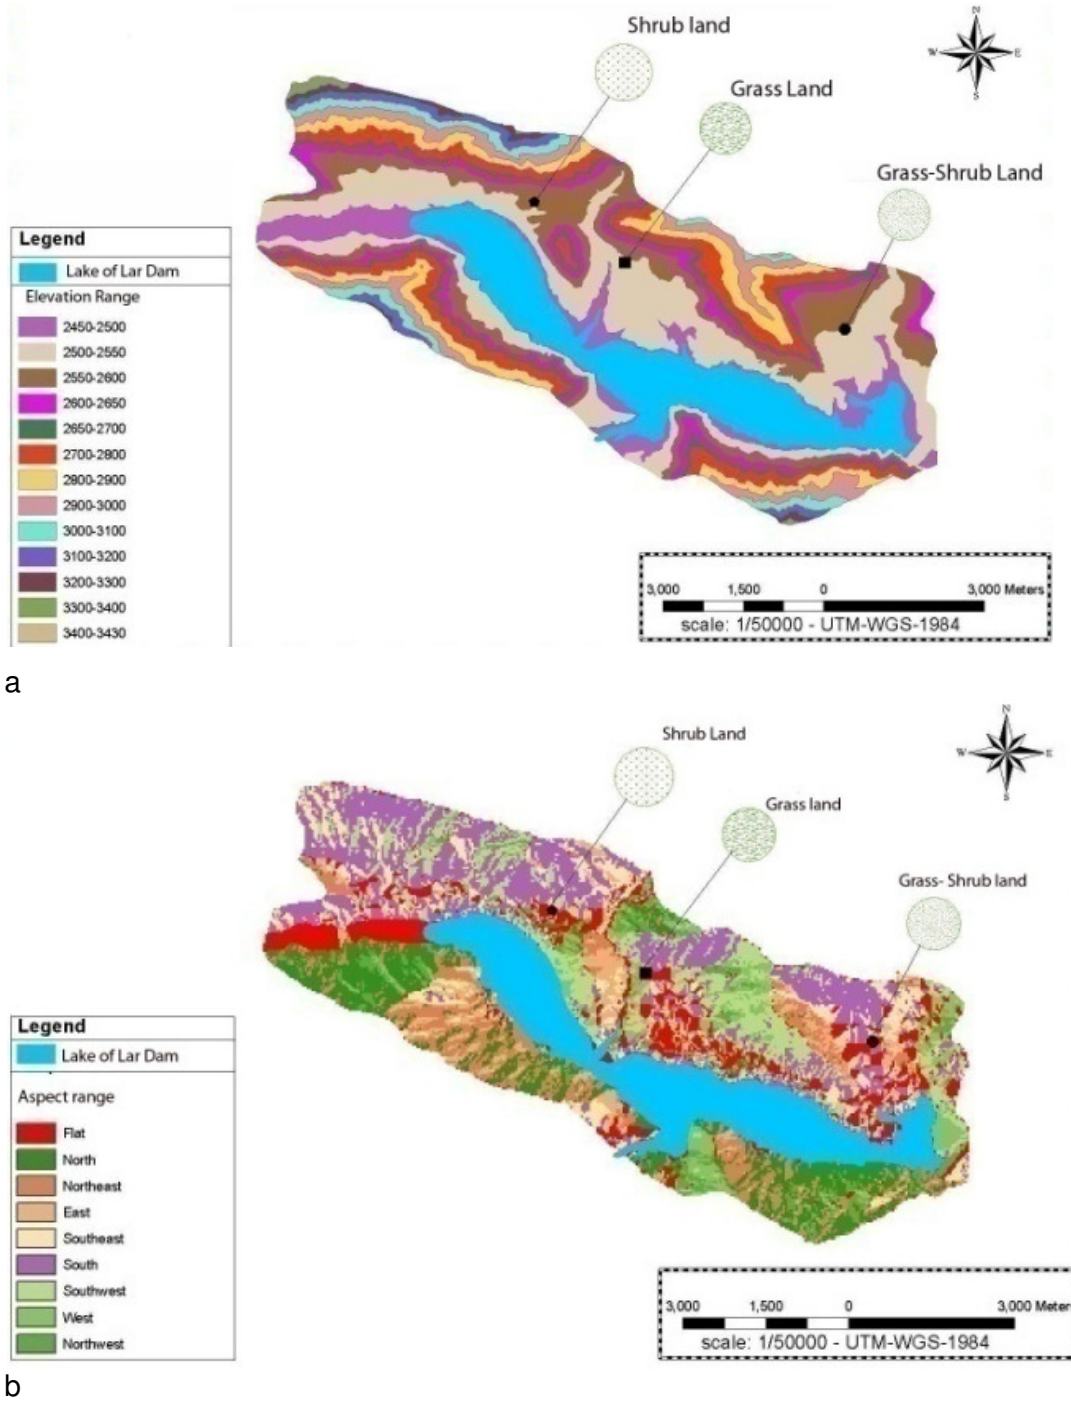 Shrub land
N
Grass Land
W E
S
Grass-Shrub Land
Legend
Lake of Lar Dam
Elevation Range
2450-2500
2500-2550
2550-2600
2600-2650
2650-2700
2700-2800
2800-2900
2900-3000
3000-3100
3100-3200
3200-3300
3300-3400
3400-3430
3,000 1,500 0 3,000 Meters
scale: 1/50000 - UTM-WGS-1984
a
N
Shrub Land
W E
S
Grass land
Grass- Shrub land
Legend
Lake of Lar Dam
Aspect range
Flat
North
Northeast
East
Southeast
South
Southwest
West
Northwest
3,000 1,500 0 3,000 Meter
scale: 1/50000 - UTM-WGS-1984
b